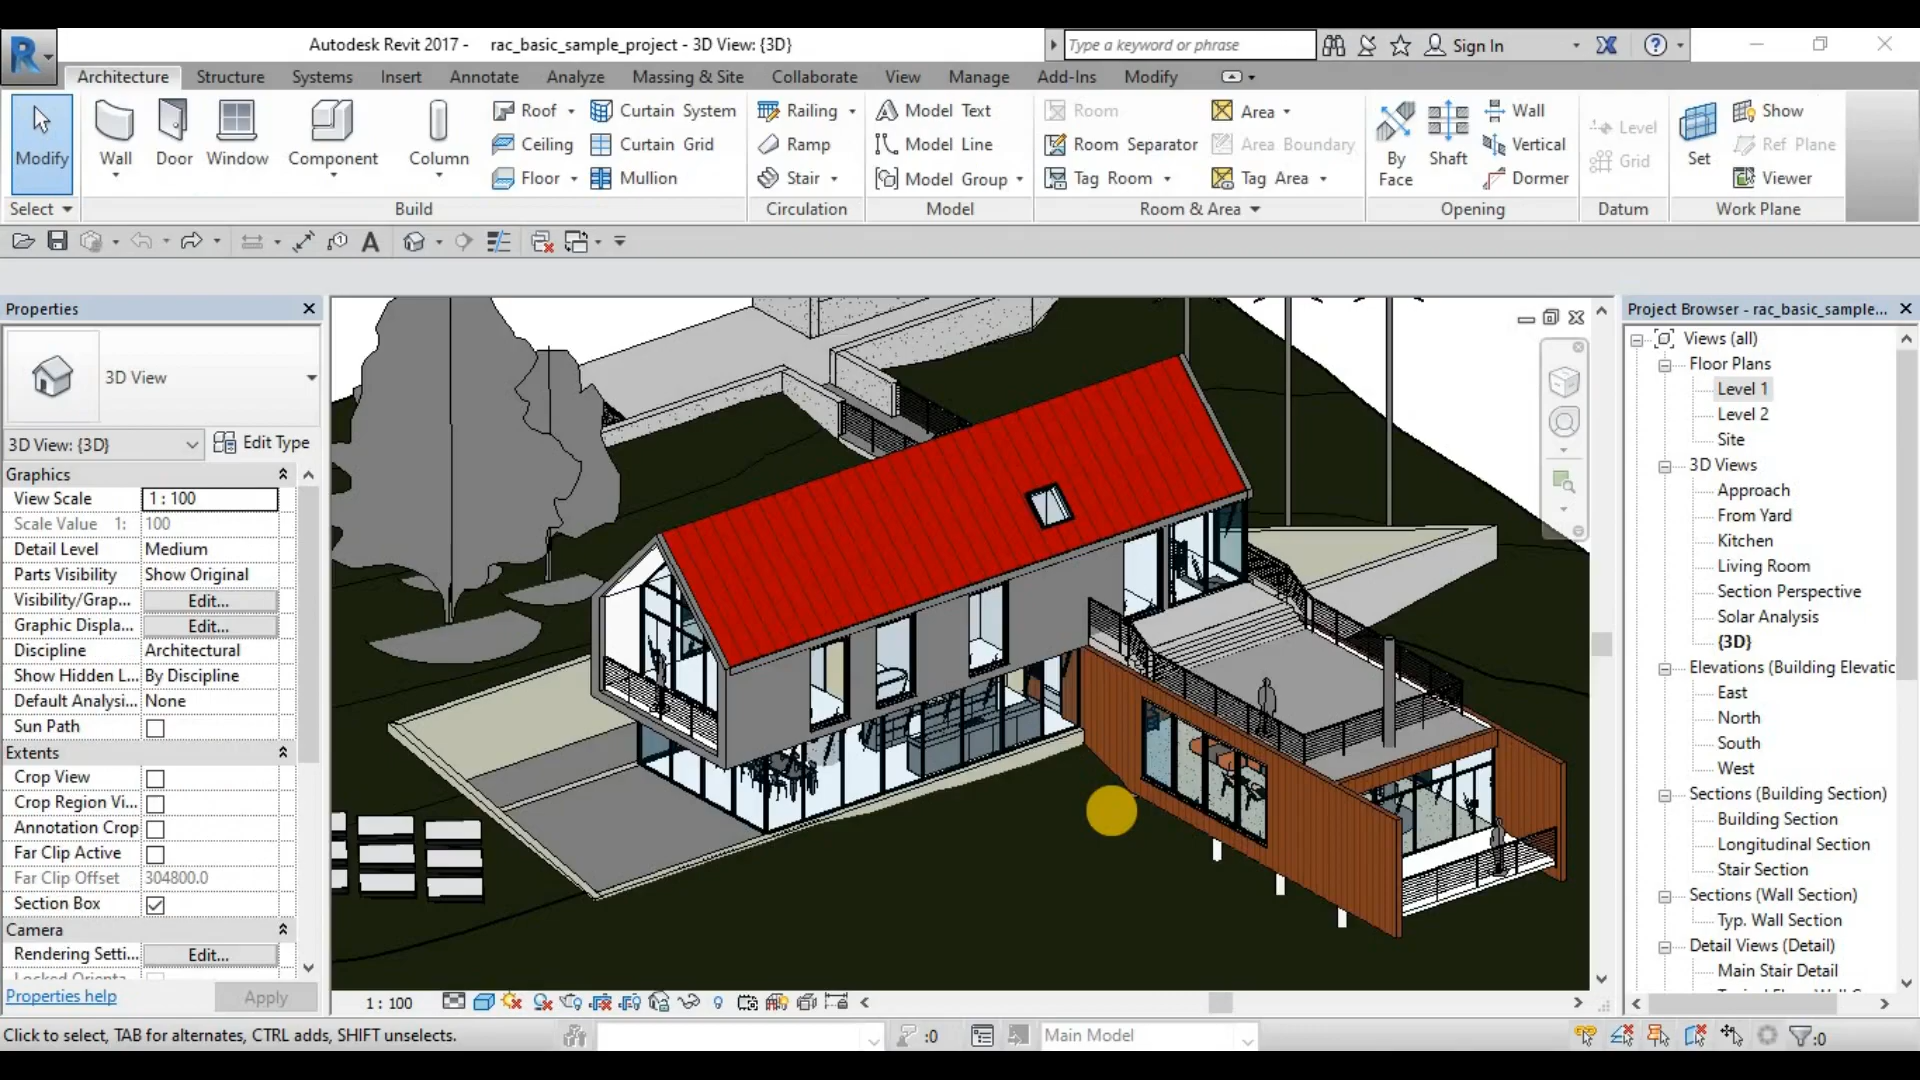 Autodesk Revit 2017 - rac_basic_sample_project - 3D View: {3D}
Type a keyword or phrase
Sign In
Architecture Structure Systems Insert Annotate Analyze Massing & Site Collaborate View Manage Add-Ins Modify
Modify Wall Door Window Component Column
Roof Curtain System Railing Model Text Room Area Wall Level Show
Ceiling Curtain Grid Ramp Model Line Room Separator Area Boundary Vertical Grid Ref Plane
Floor Mullion Stair Model Group Tag Room Tag Area Dormer Viewer
By Face Shaft Set
Select Build Circulation Model Room & Area Opening Datum Work Plane
Properties
3D View
3D View: {3D} Edit Type
Graphics
View Scale 1 : 100
Scale Value 1: 100
Detail Level Medium
Parts Visibility Show Original
Visibility/Grap... Edit...
Graphic Displa... Edit...
Discipline Architectural
Show Hidden L... By Discipline
Default Analysi... None
Sun Path
Extents
Crop View
Crop Region Vi...
Annotation Crop
Far Clip Active
Far Clip Offset 304800.0
Section Box
Camera
Rendering Setti... Edit...
Properties help Apply
1 : 100
Project Browser - rac_basic_sample...
Views (all)
Floor Plans
Level 1
Level 2
Site
3D Views
Approach
From Yard
Kitchen
Living Room
Section Perspective
Solar Analysis
{3D}
Elevations (Building Elevatic
East
North
South
West
Sections (Building Section)
Building Section
Longitudinal Section
Stair Section
Sections (Wall Section)
Typ. Wall Section
Detail Views (Detail)
Main Stair Detail
Click to select, TAB for alternates, CTRL adds, SHIFT unselects.
:0
Main Model
:0